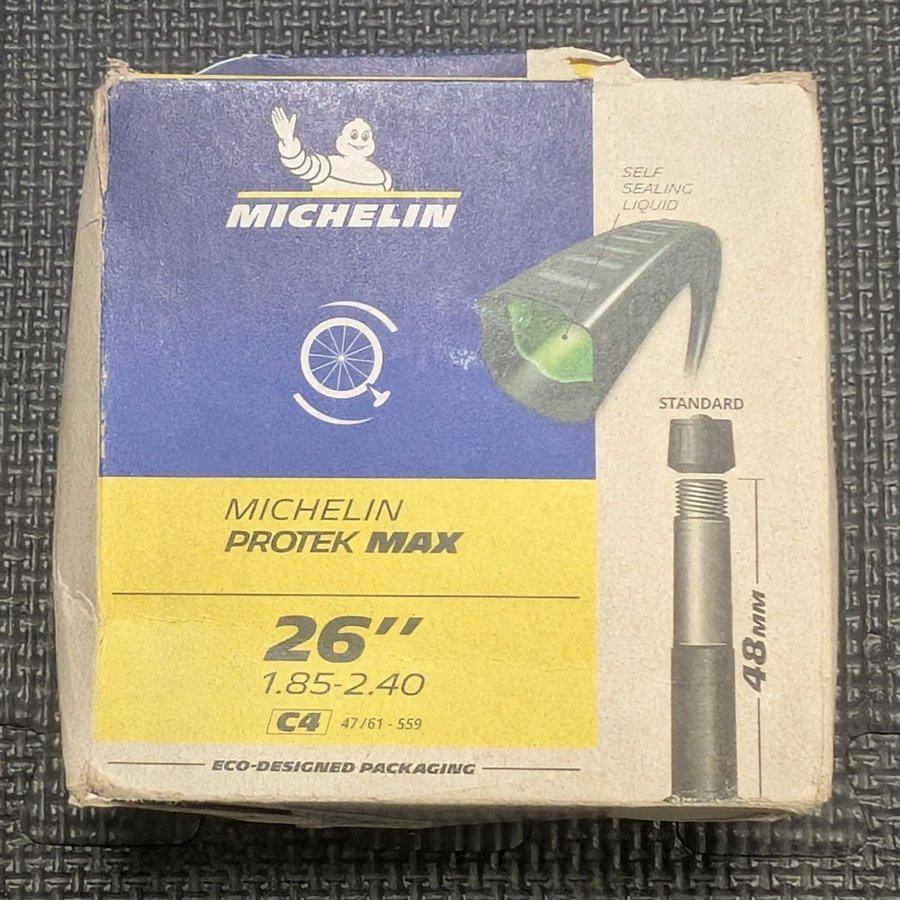 MICHELIN
SELF
SEALING
LIQUID
STANDARD
48MM
MICHELIN
PROTEK MAX
26’’
1.85-2.40
C4 47/61 - 559
ECO-DESIGNED PACKAGING